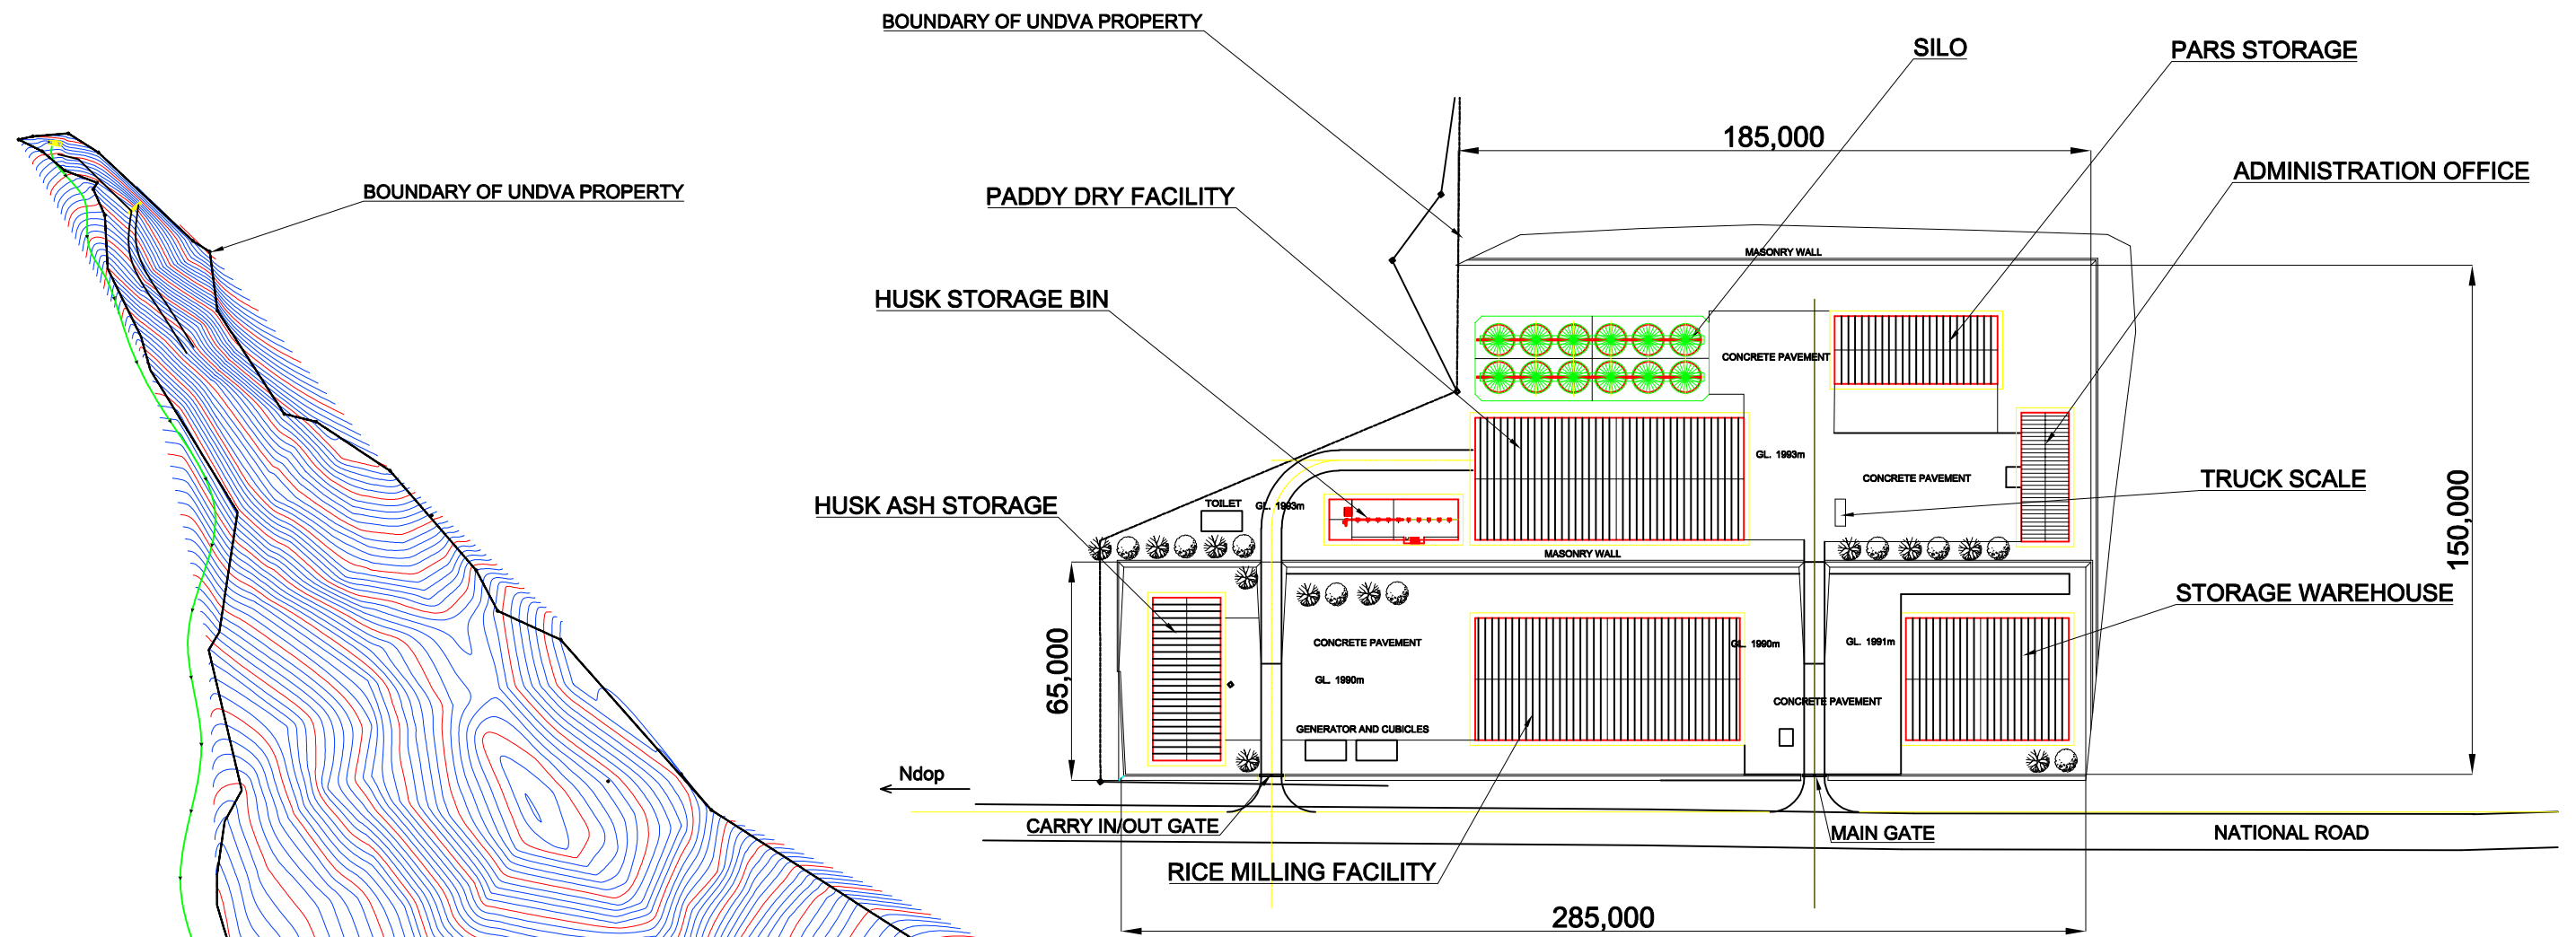 BOUNDARY OF UNDVA PROPERTY
SILO
PARS STORAGE
185,000
ADMINISTRATION OFFICE
BOUNDARY OF UNDVA PROPERTY
PADDY DRY FACILITY
MASONRY WALL
HUSK STORAGE BIN
CONCRETE PAVEMENT
GL. 1993m
CONCRETE PAVEMENT
TRUCK SCALE
HUSK ASH STORAGE
TOILET
GL. 1993m
150,000
MASONRY WALL
STORAGE WAREHOUSE
65,000
CONCRETE PAVEMENT
GL. 1990m
GL. 1991m
GL. 1990m
CONCRETE PAVEMENT
GENERATOR AND CUBICLES
Ndop
CARRY IN/OUT GATE
MAIN GATE
NATIONAL ROAD
RICE MILLING FACILITY
285,000